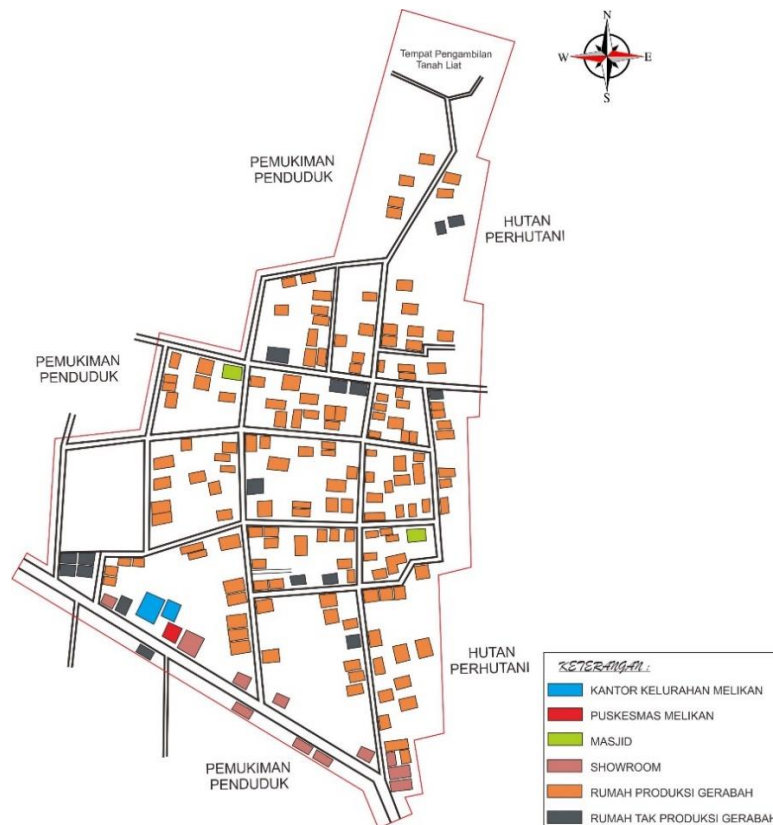 N
W
E
S
Tempat Pengambilan
Tanah Liat
PEMUKIMAN
PENDUDUK
HUTAN
PERHUTANI
PEMUKIMAN
PENDUDUK
HUTAN
PERHUTANI
PEMUKIMAN
PENDUDUK
KETERANGAN :
KANTOR KELURAHAN MELIKAN
PUSKESMAS MELIKAN
MASJID
SHOWROOM
RUMAH PRODUKSI GERABAH
RUMAH TAK PRODUKSI GERABAH